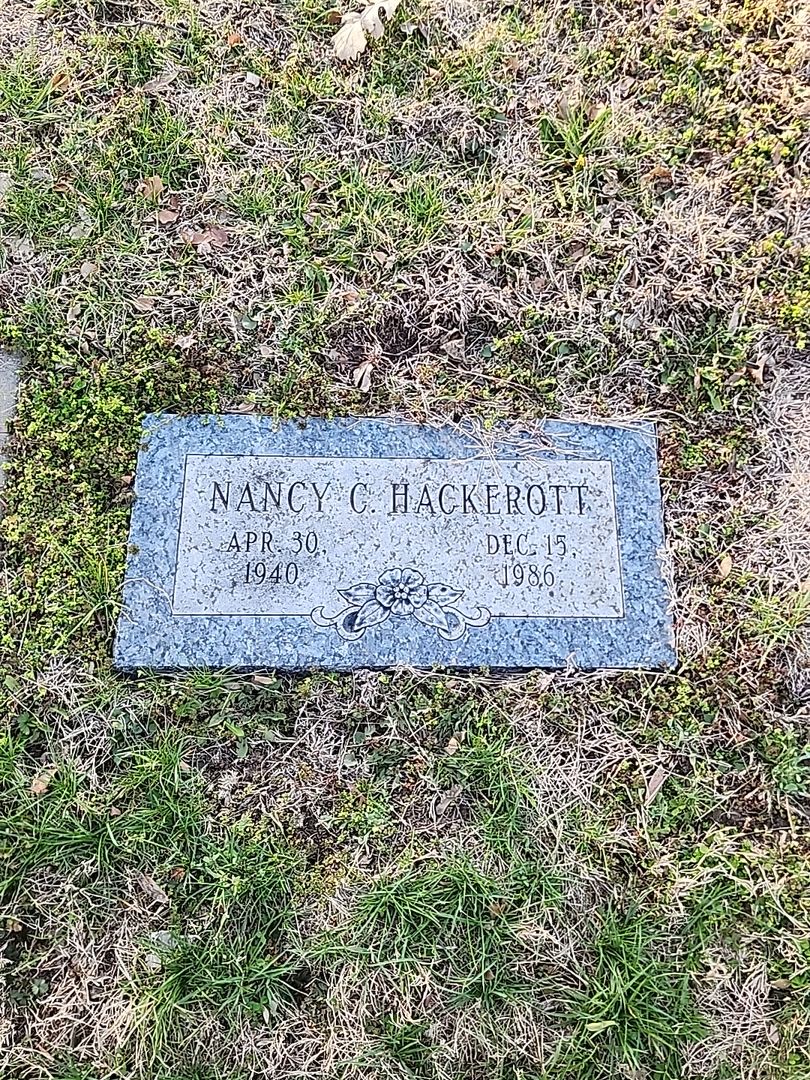 NANCY C. HACKEROTT
APR. 30, DEC. 15,
1940 1986